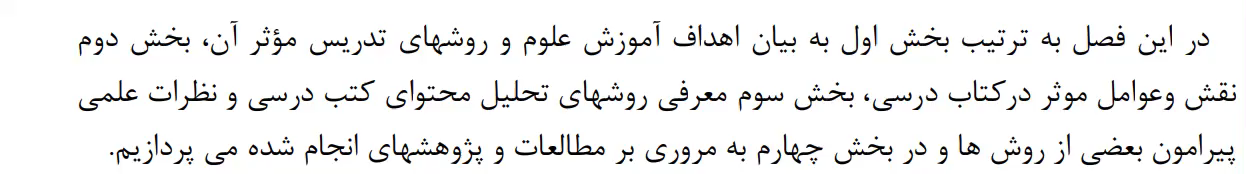 در این فصل به ترتیب بخش اول به بیان اهداف آموزش علوم و روشهای تدریس مؤثر آن، بخش دوم
نقش وعوامل موثر درکتاب درسی، بخش سوم معرفی روشهای تحلیل محتوای کتب درسی و نظرات علمی
پیرامون بعضی از روش ها و در بخش چهارم به مروری بر مطالعات و پژوهشهای انجام شده می پردازیم.